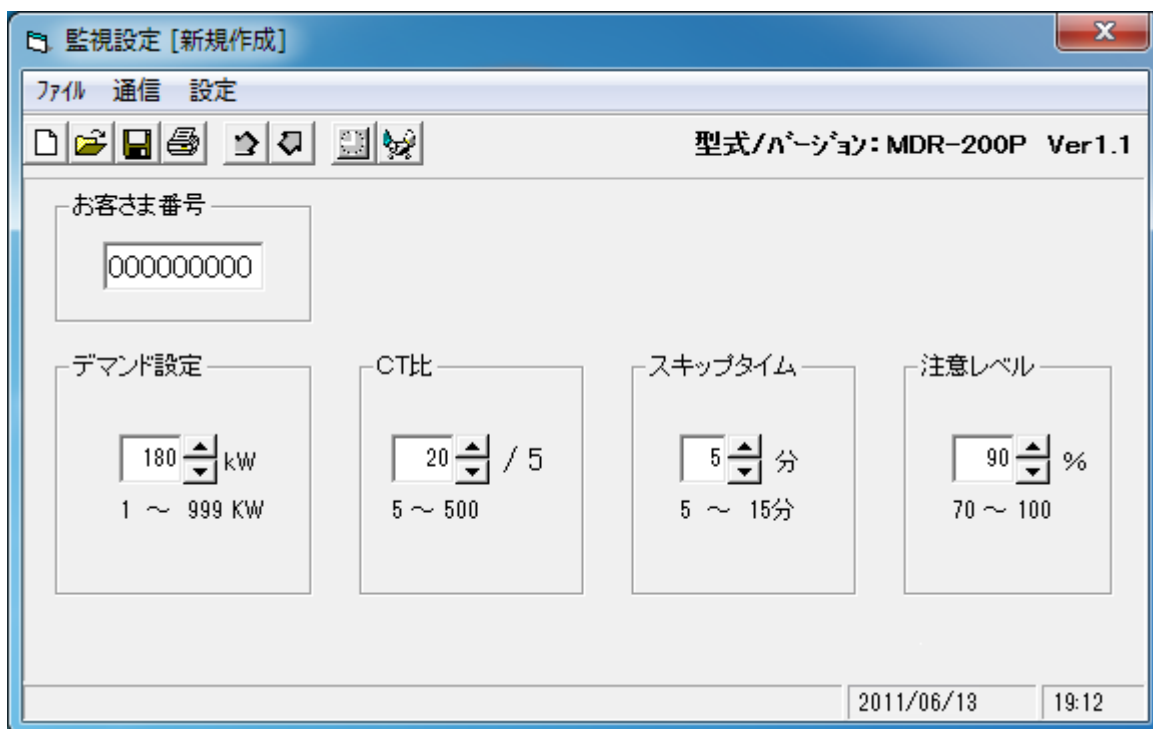 監視設定 [新規作成]
ﾌｧｲﾙ 通信 設定
型式/ﾊﾞｰｼﾞｮﾝ:MDR-200P Ver1.1
お客さま番号
000000000
デマンド設定 CT比 スキップタイム 注意レベル
180 kW 20 / 5 5 分 90 %
1 ～ 999 KW 5 ～ 500 5 ～ 15分 70 ～ 100
2011/06/13 19:12